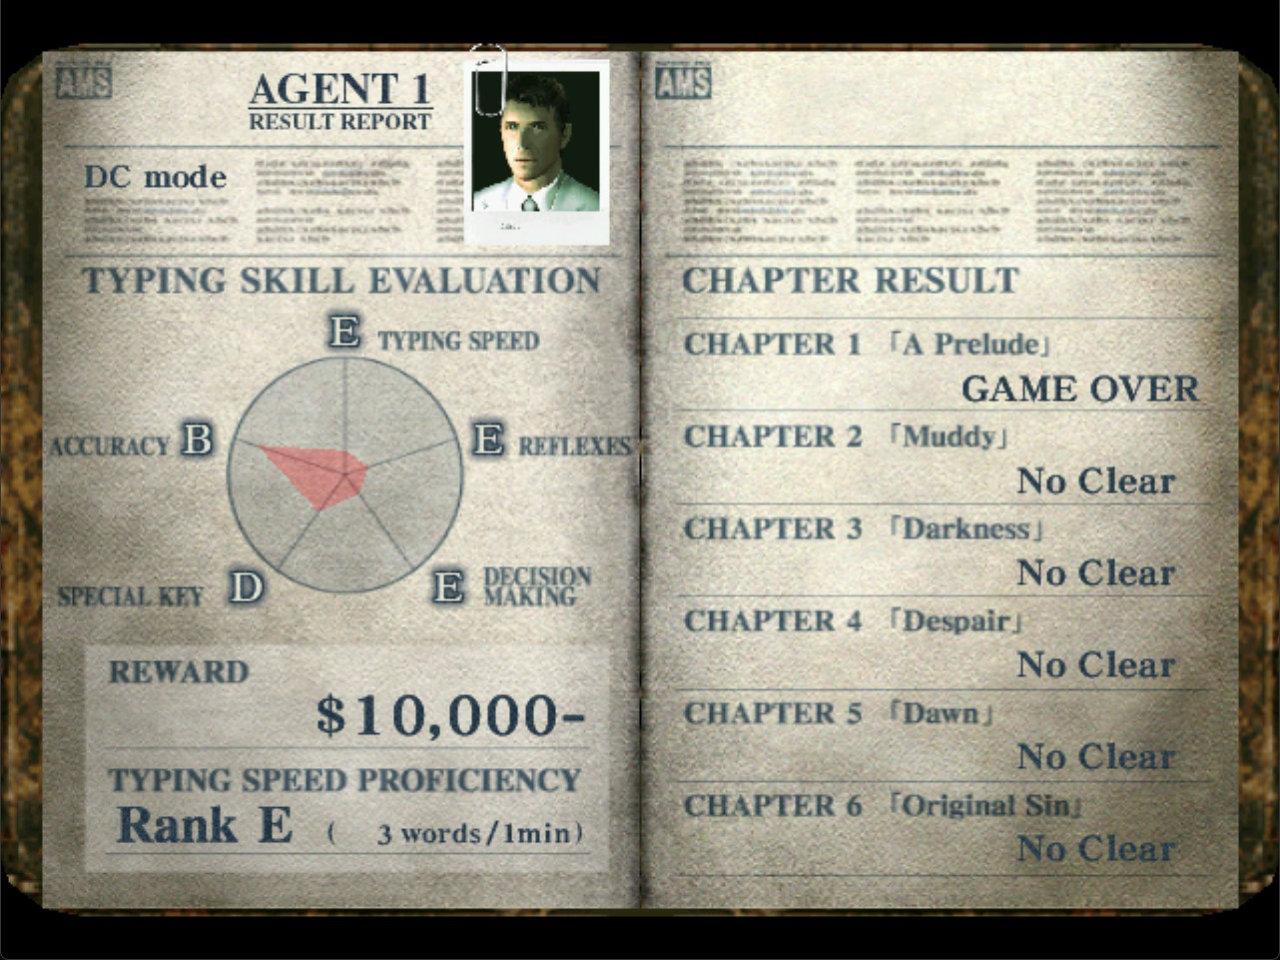 AMS
AGENT 1
RESULT REPORT
DC mode
TYPING SKILL EVALUATION
E TYPING SPEED
ACCURACY B
E REFLEXES
SPECIAL KEY D
E DECISION MAKING
REWARD
$10,000-
TYPING SPEED PROFICIENCY
Rank E ( 3 words/1min)
AMS
CHAPTER RESULT
CHAPTER 1 「A Prelude」
GAME OVER
CHAPTER 2 「Muddy」
No Clear
CHAPTER 3 「Darkness」
No Clear
CHAPTER 4 「Despair」
No Clear
CHAPTER 5 「Dawn」
No Clear
CHAPTER 6 「Original Sin」
No Clear